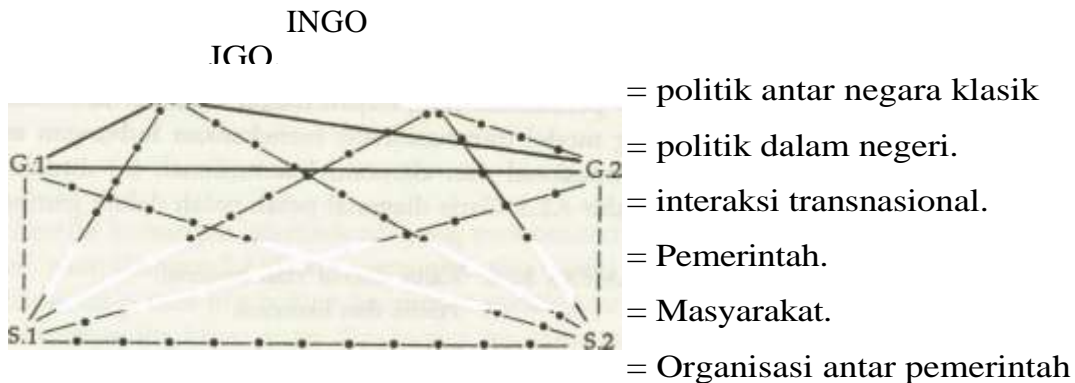 INGO
IGO
= politik antar negara klasik
G.1
G.2
= politik dalam negeri.
= interaksi transnasional.
= Pemerintah.
= Masyarakat.
S.1
S.2
= Organisasi antar pemerintah